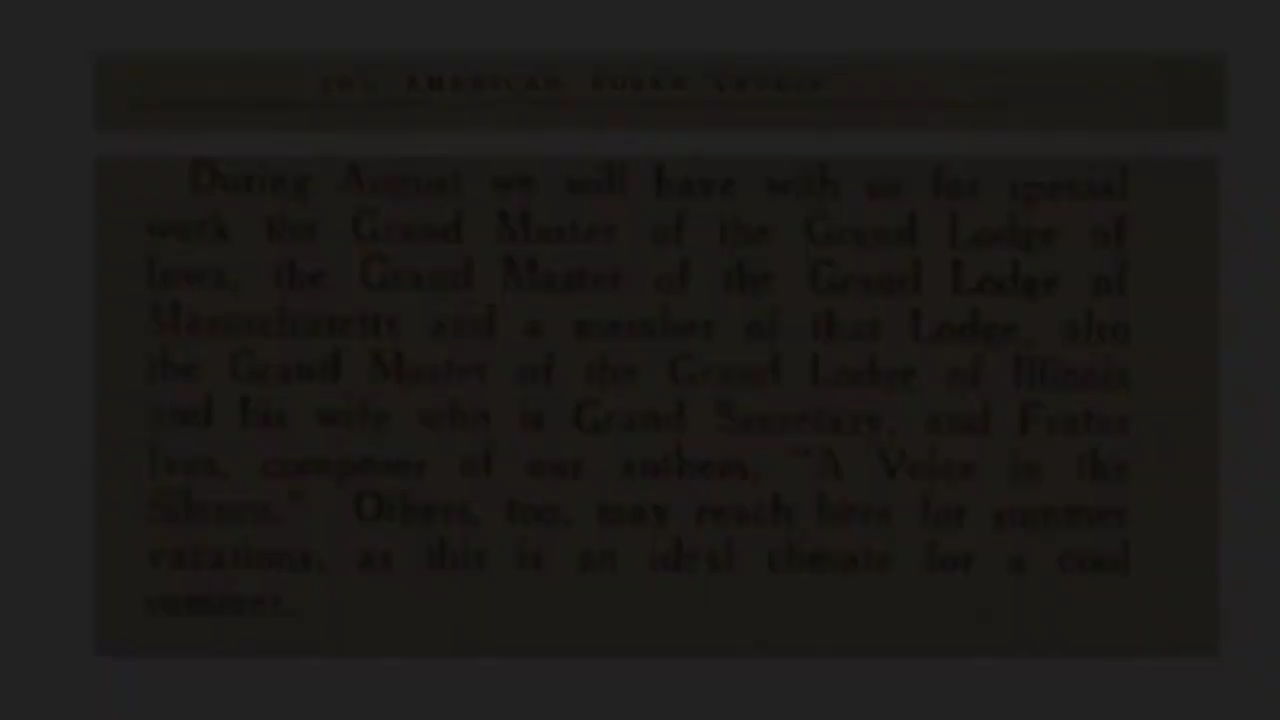 THE AMERICAN ROSAE CRUCIS
During August we will have with us for special
work the Grand Master of the Grand Lodge of
Iowa, the Grand Master of the Grand Lodge of
Massachusetts and a member of that Lodge, also
the Grand Master of the Grand Lodge of Illinois
and his wife who is Grand Secretary, and Frater
composer of our anthem, "A Voice in the
Silence." Others, too, may reach here for summer
vacations, as this is an ideal climate for a cool
summer.